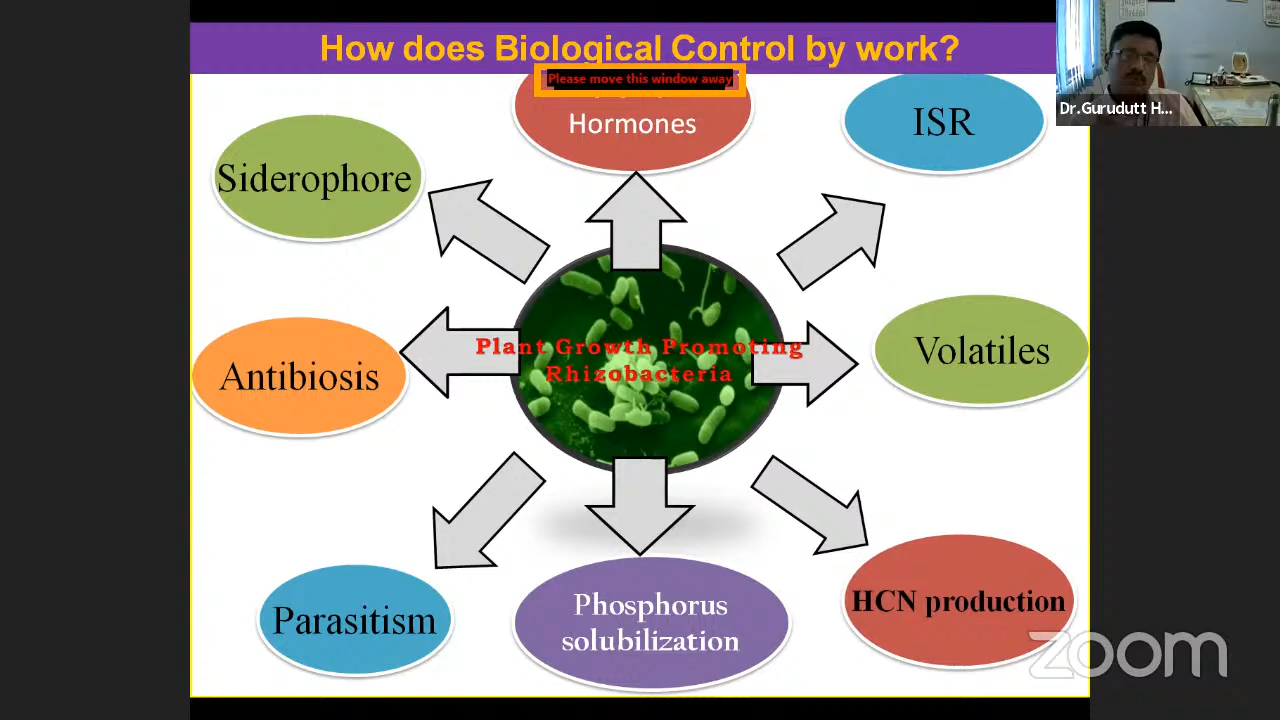 How does Biological Control by work?
Please move this window away
Dr.Gurudutt H...
Hormones
ISR
Siderophore
Plant Growth Promoting
Rhizobacteria
Volatiles
Antibiosis
Parasitism
Phosphorus
solubilization
HCN production
zoom